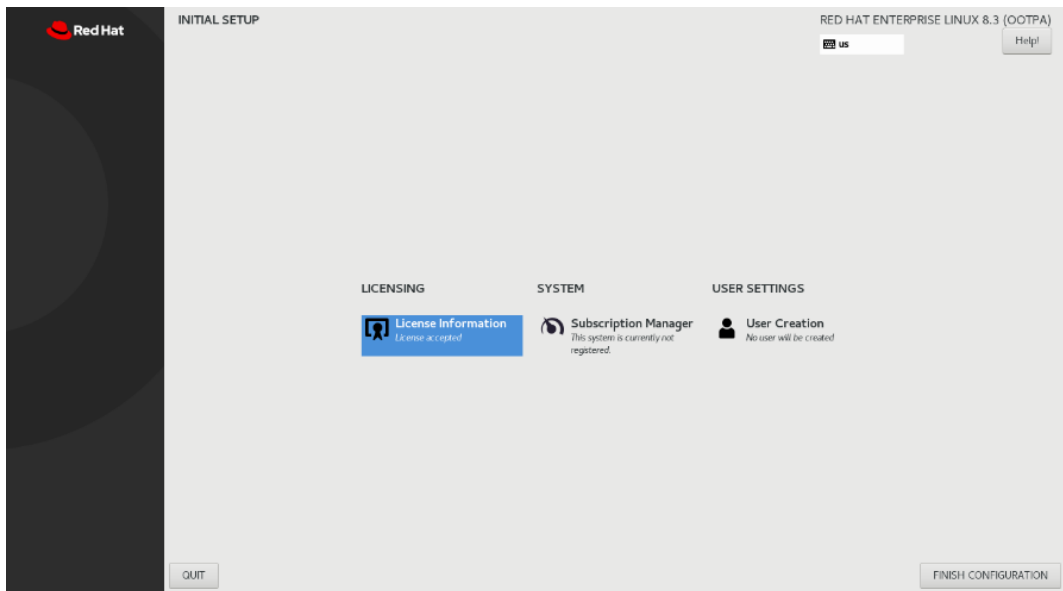 Red Hat
INITIAL SETUP
RED HAT ENTERPRISE LINUX 8.3 (OOTPA)
us
Help!
LICENSING
License Information
License accepted
SYSTEM
Subscription Manager
This system is currently not
registered.
USER SETTINGS
User Creation
No user will be created
QUIT
FINISH CONFIGURATION